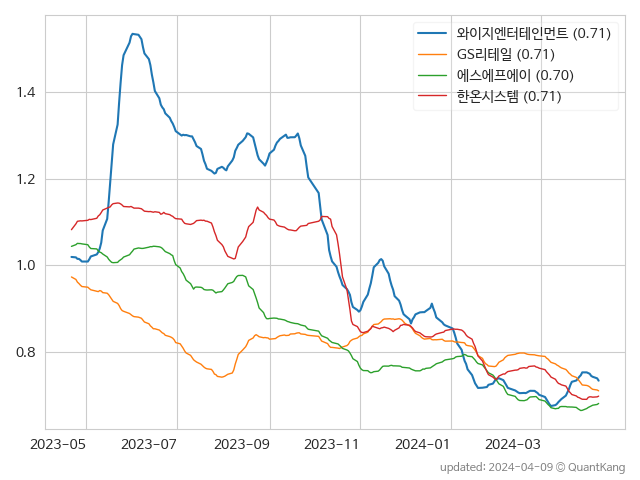 와이지엔터테인먼트 (0.71)
GS리테일 (0.71)
에스에프에이 (0.70)
한온시스템 (0.71)
1.4
1.2
1.0
0.8
2023-05 2023-07 2023-09 2023-11 2024-01 2024-03
updated: 2024-04-09 © QuantKang